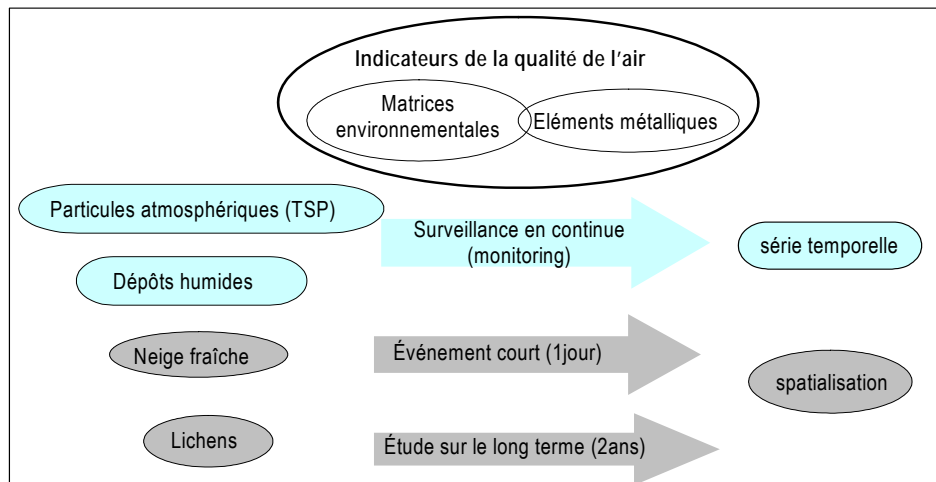 Indicateurs de la qualité de l'air
Matrices
environnementales
Eléments métalliques
Particules atmosphériques (TSP)
Surveillance en continue
(monitoring)
série temporelle
Dépôts humides
Neige fraîche
Événement court (1jour)
spatialisation
Lichens
Étude sur le long terme (2ans)